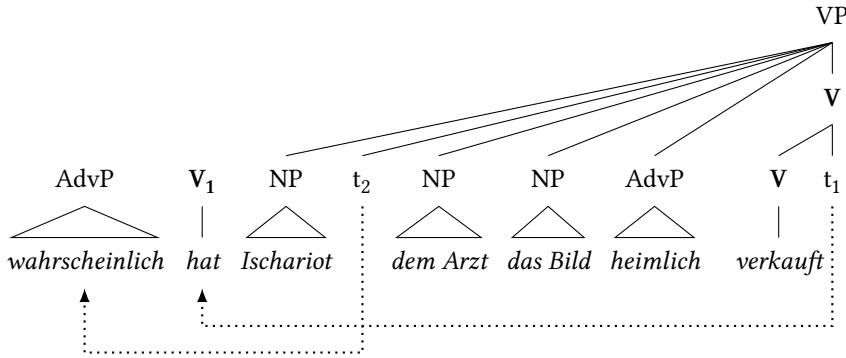 VP
V
AdvP V₁ NP t₂ NP NP AdvP V t₁
wahrscheinlich hat Ischariot dem Arzt das Bild heimlich verkauft